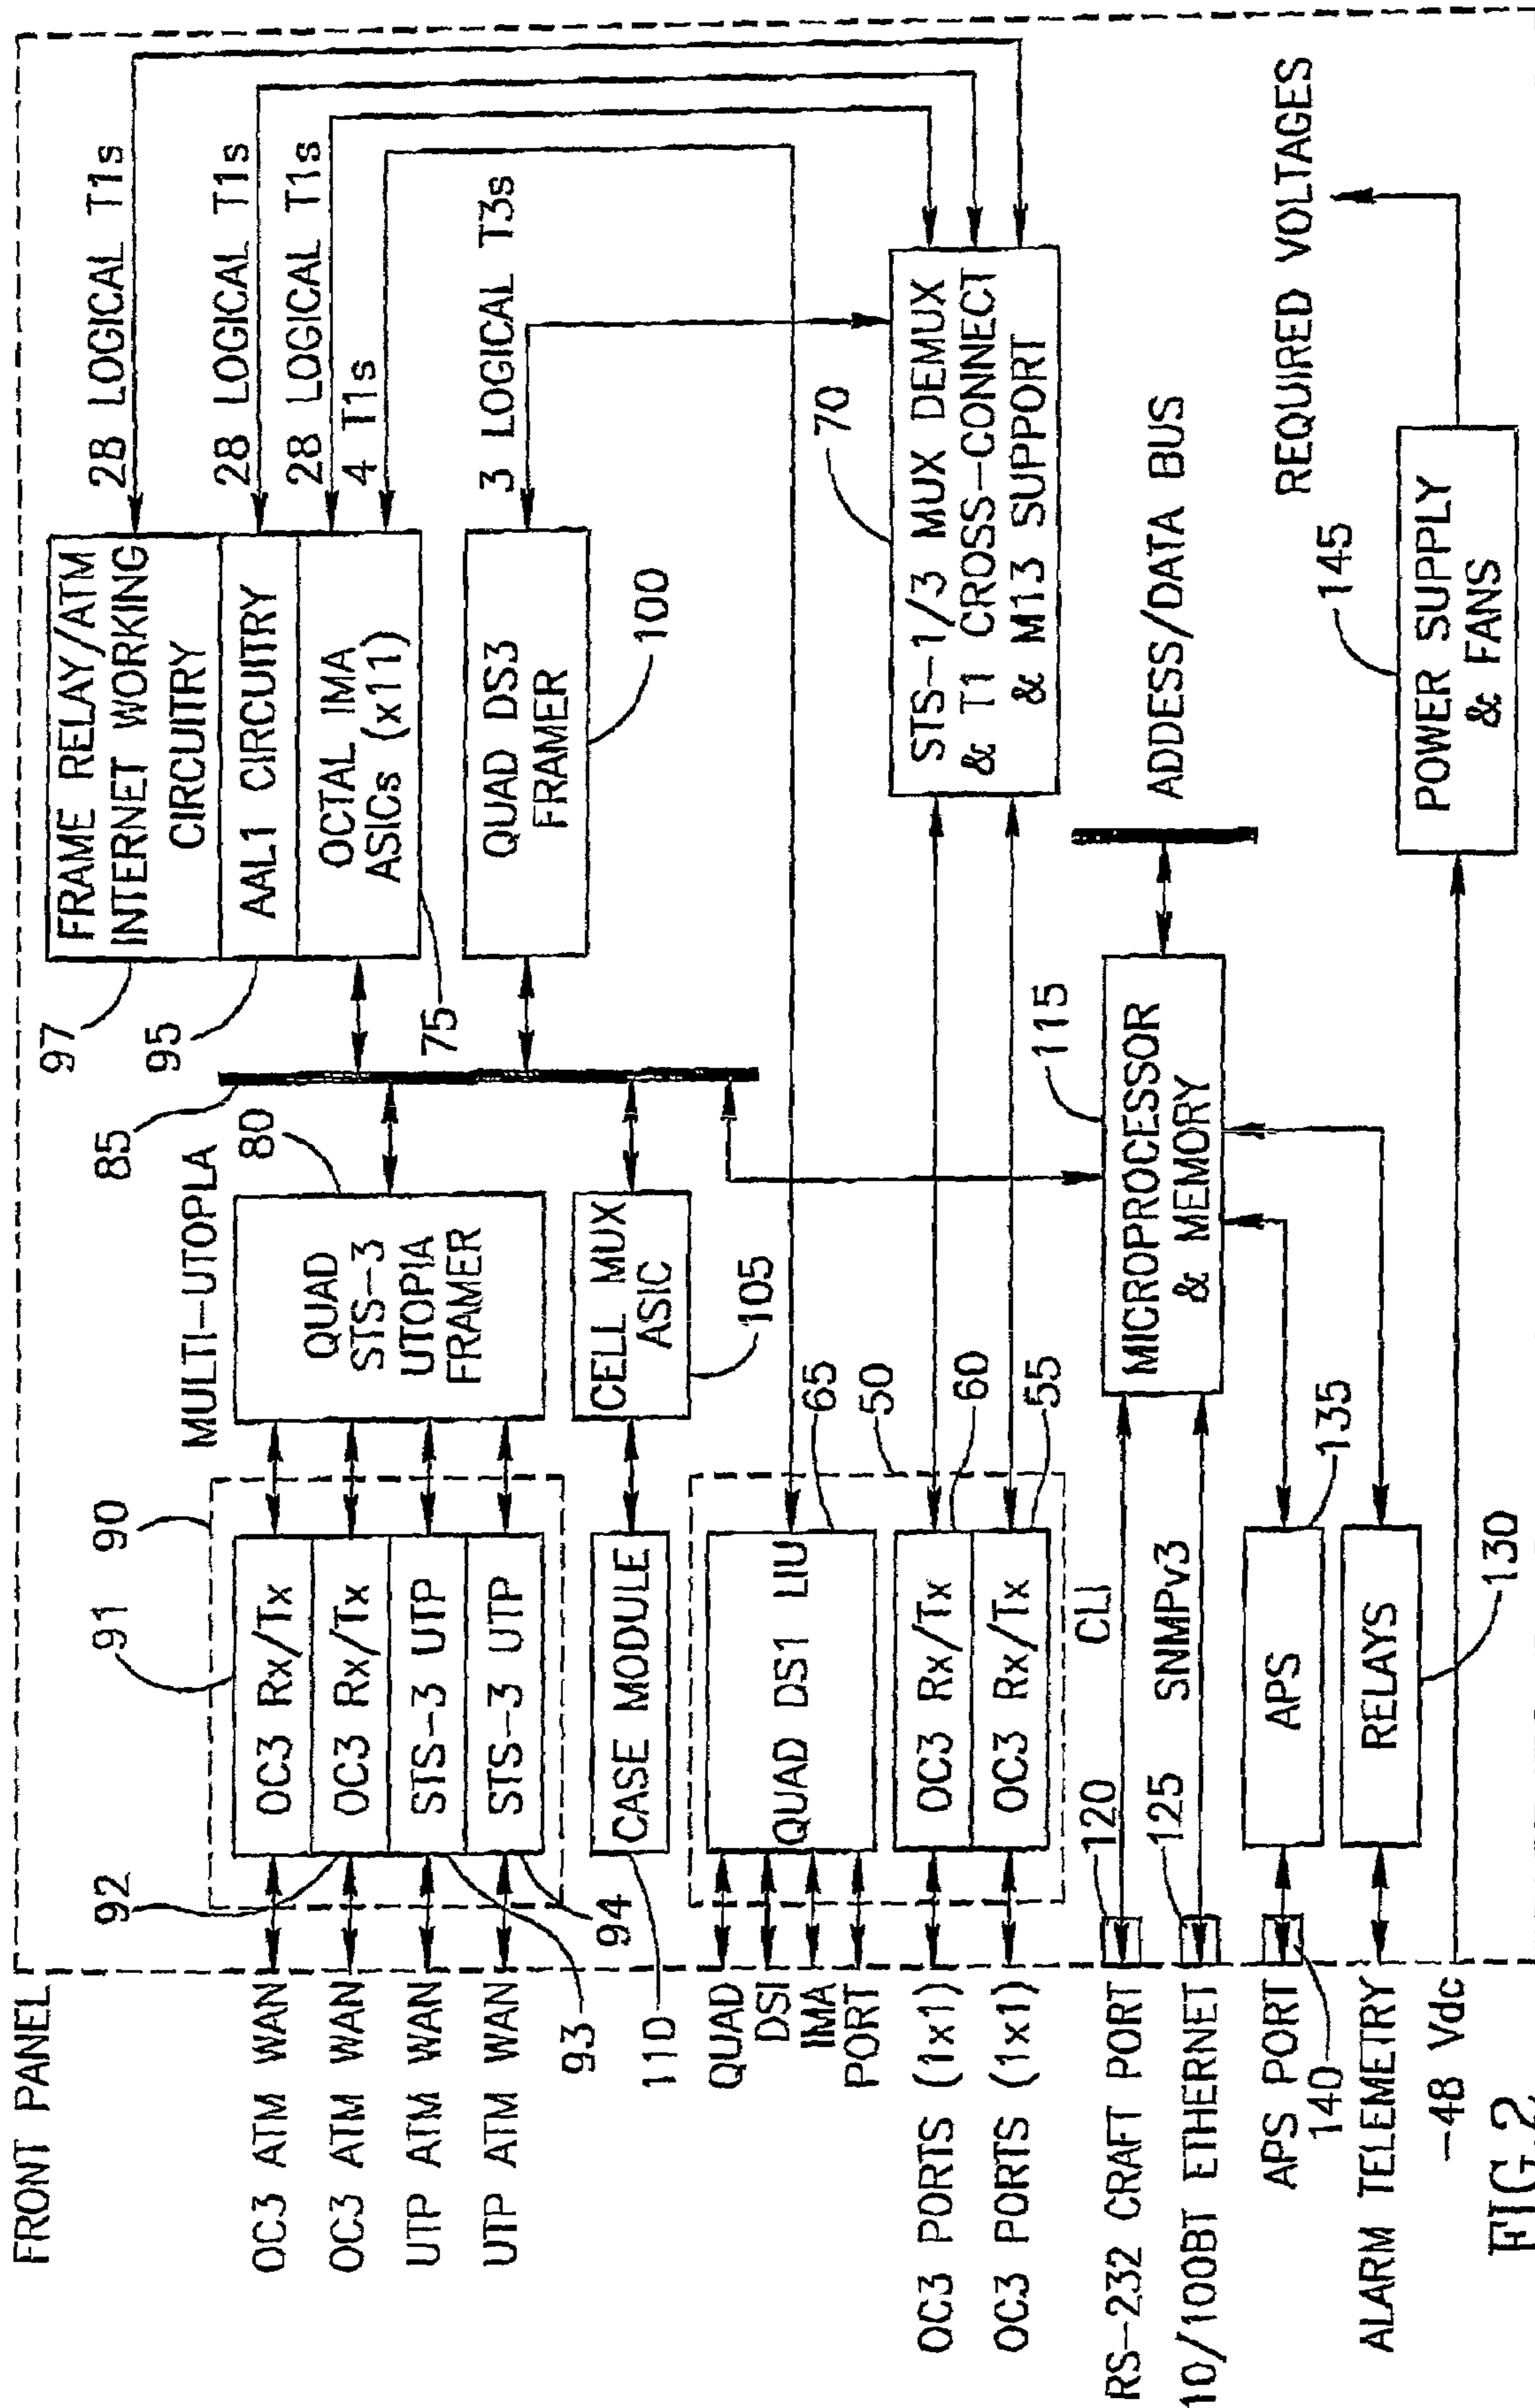 FRONT PANEL
OC3 ATM WAN
OC3 ATM WAN
UTP ATM WAN
UTP ATM WAN
92
91
90
OC3 Rx/Tx
OC3 Rx/Tx
STS-3 UTP
STS-3 UTP
93
94
MULTI-UTOPLA
80
85
QUAD
STS-3
UTOPIA
FRAMER
97
95
75
FRAME RELAY/ATM
INTERNET WORKING
CIRCUITRY
AAL1 CIRCUITRY
OCTAL IMA
ASICs (x11)
28 LOGICAL T1s
28 LOGICAL T1s
28 LOGICAL T1s
4 T1s
110
CASE MODULE
CELL MUX
ASIC
105
QUAD DS3
FRAMER
100
3 LOGICAL T3s
QUAD
DSI
IMA
PORT
QUAD DS1 LIU
65
50
OC3 PORTS (1x1)
OC3 PORTS (1x1)
OC3 Rx/Tx
OC3 Rx/Tx
60
55
70
STS-1/3 MUX DEMUX
& T1 CROSS-CONNECT
& M13 SUPPORT
RS-232 CRAFT PORT
120
CLI
10/100BT ETHERNET
125
SNMPv3
115
MICROPROCESSOR
& MEMORY
ADDESS/DATA BUS
APS PORT
140
APS
135
ALARM TELEMETRY
RELAYS
130
-48 Vdc
145
POWER SUPPLY
& FANS
REQUIRED VOLTAGES
FIG.2